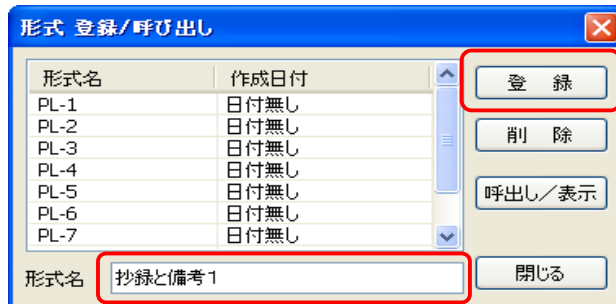 形式 登録/呼び出し
形式名 作成日付
PL-1 日付無し
PL-2 日付無し
PL-3 日付無し
PL-4 日付無し
PL-5 日付無し
PL-6 日付無し
PL-7 日付無し
登 録
削 除
呼出し／表示
形式名 抄録と備考1
閉じる